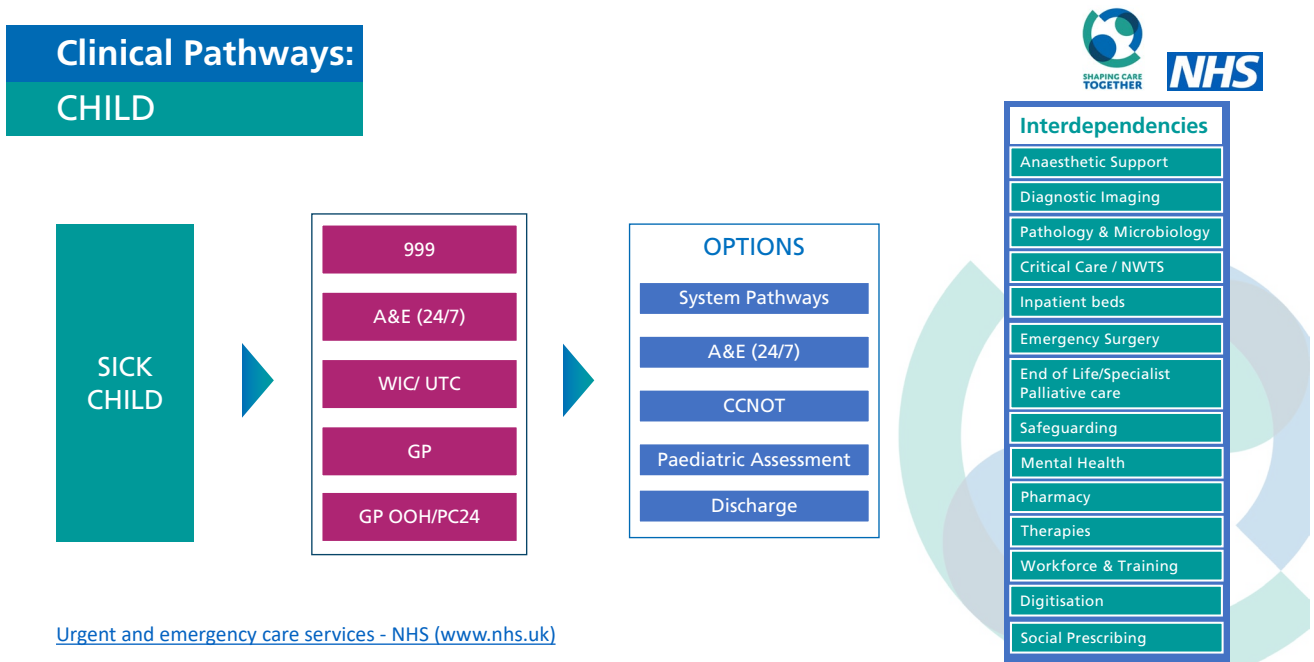 Clinical Pathways:
CHILD
SHAPING CARE
TOGETHER
NHS
SICK
CHILD
999
A&E (24/7)
WIC/ UTC
GP
GP OOH/PC24
OPTIONS
System Pathways
A&E (24/7)
CCNOT
Paediatric Assessment
Discharge
Interdependencies
Anaesthetic Support
Diagnostic Imaging
Pathology & Microbiology
Critical Care / NWTS
Inpatient beds
Emergency Surgery
End of Life/Specialist
Palliative care
Safeguarding
Mental Health
Pharmacy
Therapies
Workforce & Training
Digitisation
Social Prescribing
Urgent and emergency care services - NHS (www.nhs.uk)